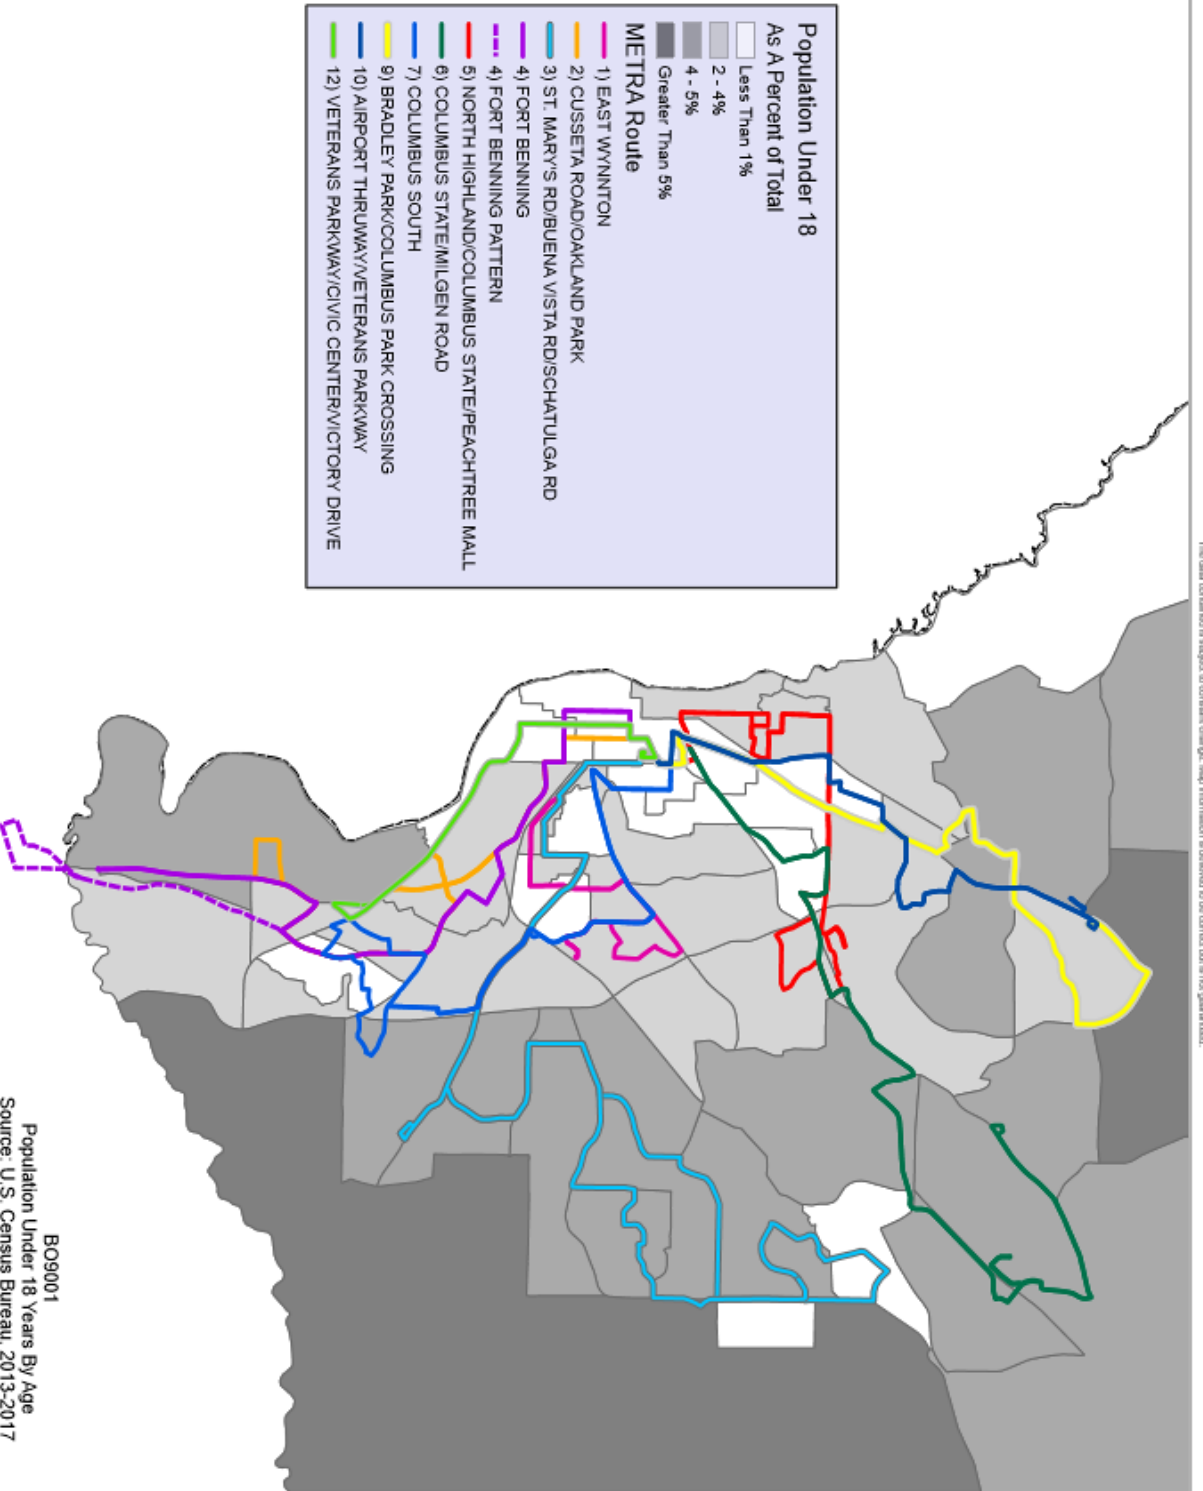 Population Under 18
As A Percent of Total
Less Than 1%
2 - 4%
4 - 5%
Greater Than 5%
METRA Route
1) EAST WYNNTON
2) CUSSETA ROAD/OAKLAND PARK
3) ST. MARY'S RD/BUENA VISTA RD/SCHATULGA RD
4) FORT BENNING
4) FORT BENNING PATTERN
5) NORTH HIGHLAND/COLUMBUS STATE/PEACHTREE MALL
6) COLUMBUS STATE/MILGEN ROAD
7) COLUMBUS SOUTH
9) BRADLEY PARK/COLUMBUS PARK CROSSING
10) AIRPORT THRUWAY/VETERANS PARKWAY
12) VETERANS PARKWAY/CIVIC CENTER/VICTORY DRIVE
BO9001
Population Under 18 Years By Age
Source: U.S. Census Bureau, 2013-2017